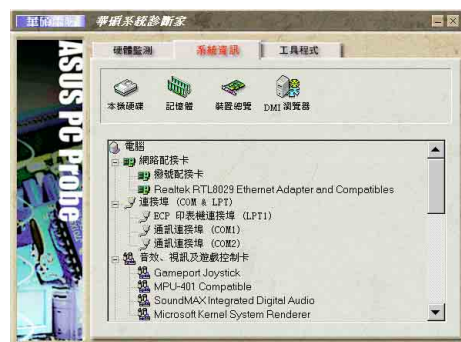 華碩電腦 華碩系統診斷家
ASUS PC Probe
硬體監測 系統資訊 工具程式
本機硬碟 記憶體 裝置總覽 DMI 瀏覽器
電腦
網路配接卡
撥號配接卡
Realtek RTL8029 Ethernet Adapter and Compatibles
連接埠 (COM & LPT)
ECP 印表機連接埠 (LPT1)
通訊連接埠 (COM1)
通訊連接埠 (COM2)
音效、視訊及遊戲控制卡
Gameport Joystick
MPU-401 Compatible
SoundMAX Integrated Digital Audio
Microsoft Kernel System Renderer